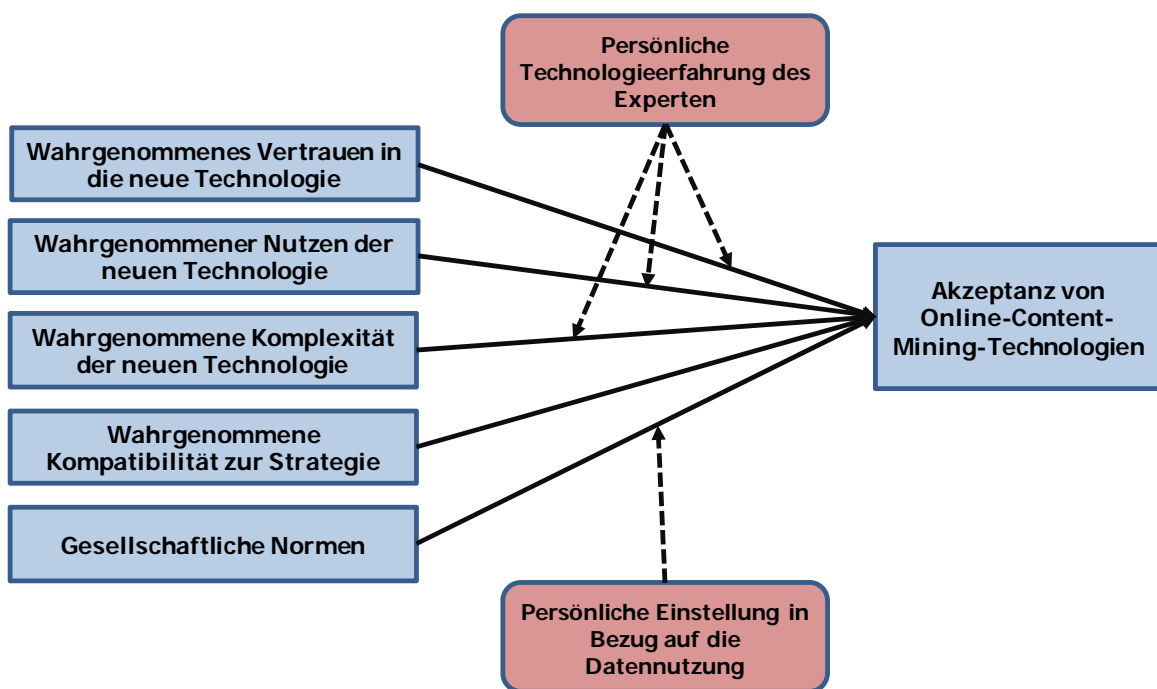 Persönliche
Technologieerfahrung des
Experten
Wahrgenommenes Vertrauen in
die neue Technologie
Wahrgenommener Nutzen der
neuen Technologie
Wahrgenommene Komplexität
der neuen Technologie
Wahrgenommene
Kompatibilität zur Strategie
Gesellschaftliche Normen
Akzeptanz von
Online-Content-
Mining-Technologien
Persönliche Einstellung in
Bezug auf die
Datennutzung